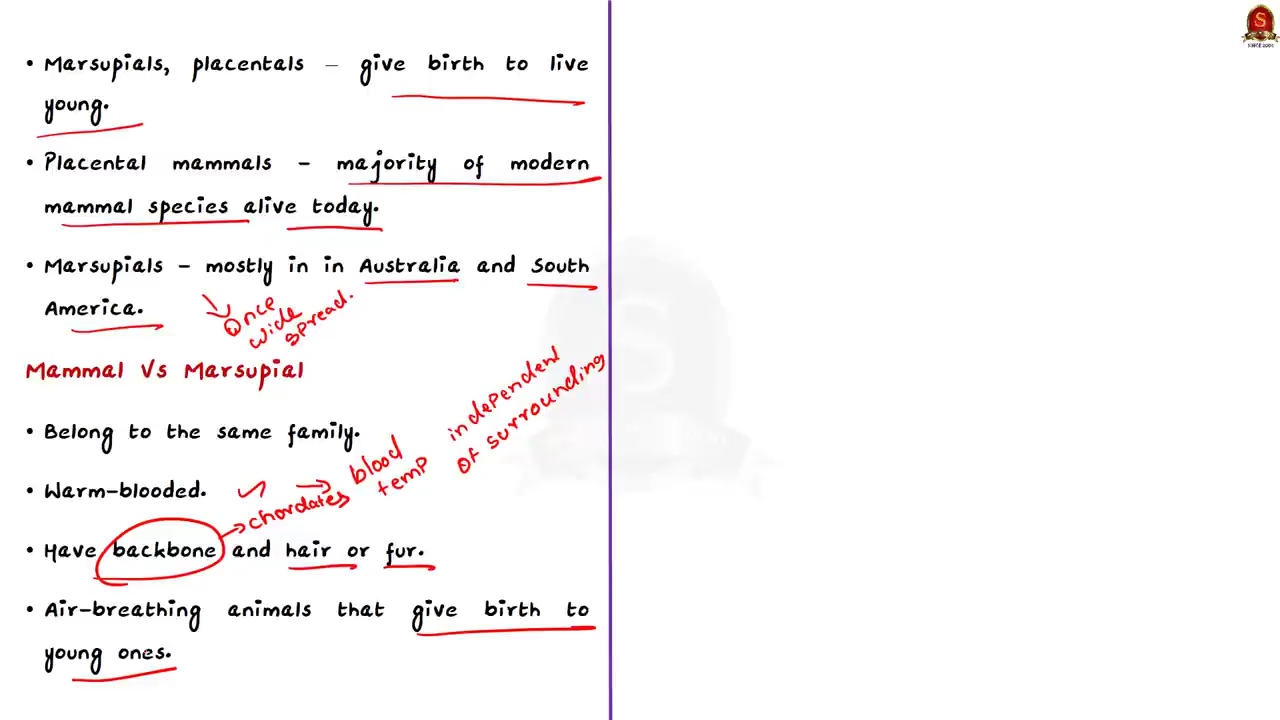 • Marsupials, placentals – give birth to live
young.
• Placental mammals – majority of modern
mammal species alive today.
• Marsupials – mostly in in Australia and South
America.
Once
wide
spread.
Mammal Vs Marsupial
• Belong to the same family.
• Warm-blooded.
blood
temp
independent
of surrounding
chordates
• Have backbone and hair or fur.
• Air-breathing animals that give birth to
young ones.
S
SINCE 2004